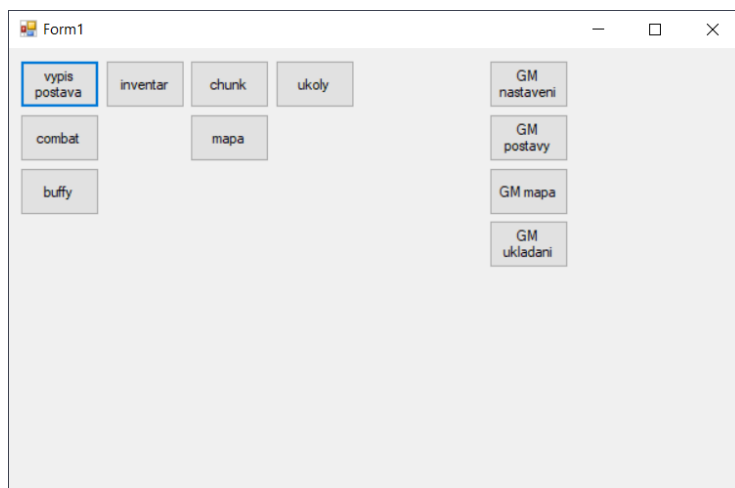 Form1
vypis
postava
inventar
chunk
ukoly
GM
nastaveni
combat
mapa
GM
postavy
buffy
GM mapa
GM
ukladani